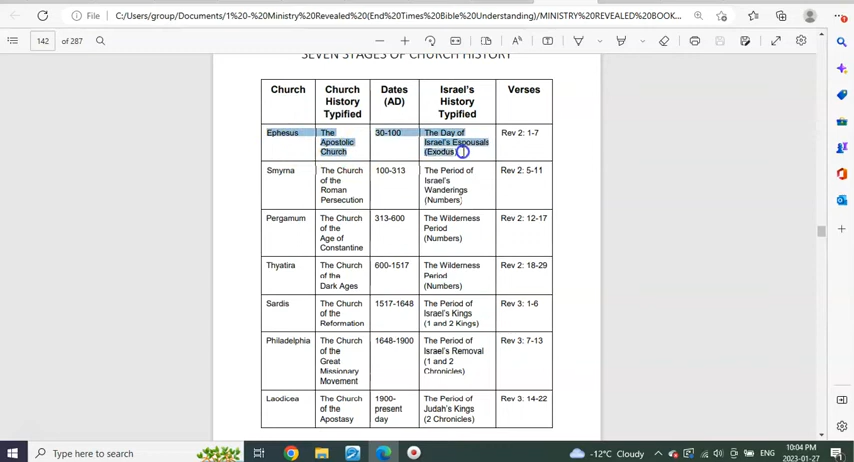 File
C:/Users/group/Documents/1%20-%20Ministry%20Revealed%20(End%20Times%20Bible%20Understanding)/MINISTRY%20REVEALED%20BOOK...
142 of 287
SEVEN STAGES OF CHURCH HISTORY
Church
Church
History
Typified
Dates
(AD)
Israel's
History
Typified
Verses
Ephesus
The
Apostolic
Church
30-100
The Day of
Israel's Espousals
(Exodus)
Rev 2: 1-7
Smyrna
The Church
of the
Roman
Persecution
100-313
The Period of
Israel's
Wanderings
(Numbers)
Rev 2: 5-11
Pergamum
The Church
of the
Age of
Constantine
313-600
The Wilderness
Period
(Numbers)
Rev 2: 12-17
Thyatira
The Church
of the
Dark Ages
600-1517
The Wilderness
Period
(Numbers)
Rev 2: 18-29
Sardis
The Church
of the
Reformation
1517-1648
The Period of
Israel's Kings
(1 and 2 Kings)
Rev 3: 1-6
Philadelphia
The Church
of the
Great
Missionary
Movement
1648-1900
The Period of
Israel's Removal
(1 and 2
Chronicles)
Rev 3: 7-13
Laodicea
The Church
of the
Apostasy
1900-
present
day
The Period of
Judah's Kings
(2 Chronicles)
Rev 3: 14-22
Type here to search
-12°C Cloudy
ENG
10:04 PM
2023-01-27